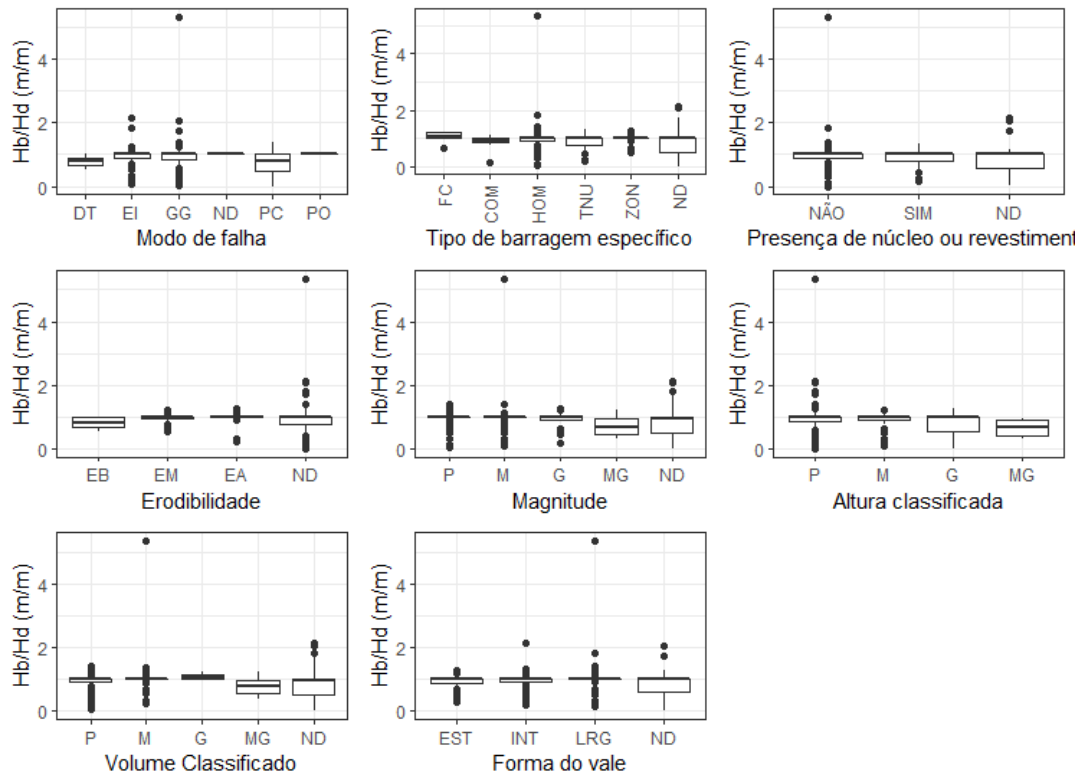 Hb/Hd (m/m)
4
2
0
DT EI GG ND PC PO
Modo de falha
Hb/Hd (m/m)
4
2
0
FC COM HOM TNU ZON ND
Tipo de barragem específico
Hb/Hd (m/m)
4
2
0
NÃO SIM ND
Presença de núcleo ou revestiment
Hb/Hd (m/m)
4
2
0
EB EM EA ND
Erodibilidade
Hb/Hd (m/m)
4
2
0
P M G MG ND
Magnitude
Hb/Hd (m/m)
4
2
0
P M G MG
Altura classificada
Hb/Hd (m/m)
4
2
0
P M G MG ND
Volume Classificado
Hb/Hd (m/m)
4
2
0
EST INT LRG ND
Forma do vale